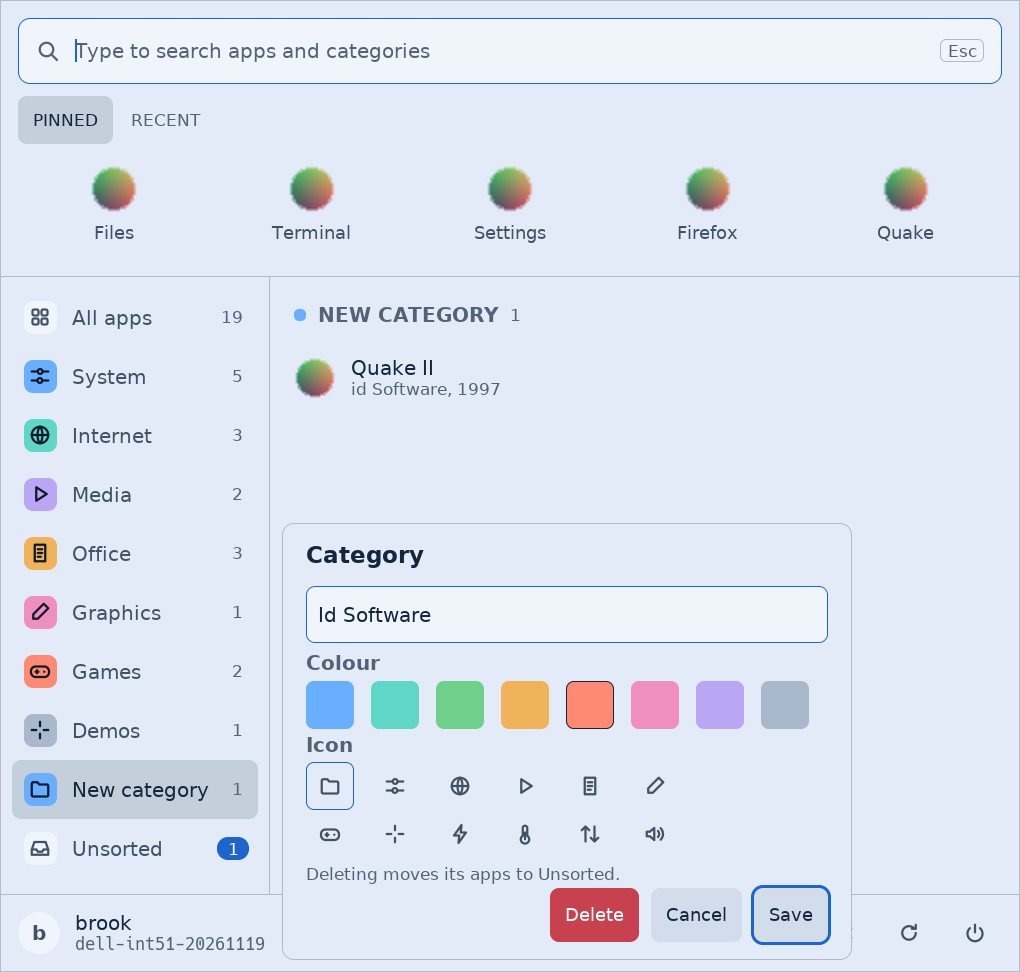 Type to search apps and categories
Esc
PINNED
RECENT
Files
Terminal
Settings
Firefox
Quake
All apps 19
System 5
Internet 3
Media 2
Office 3
Graphics 1
Games 2
Demos 1
New category 1
Unsorted 1
NEW CATEGORY 1
Quake II
id Software, 1997
Category
Id Software
Colour
Icon
Deleting moves its apps to Unsorted.
Delete
Cancel
Save
b
brook
dell-int51-20261119